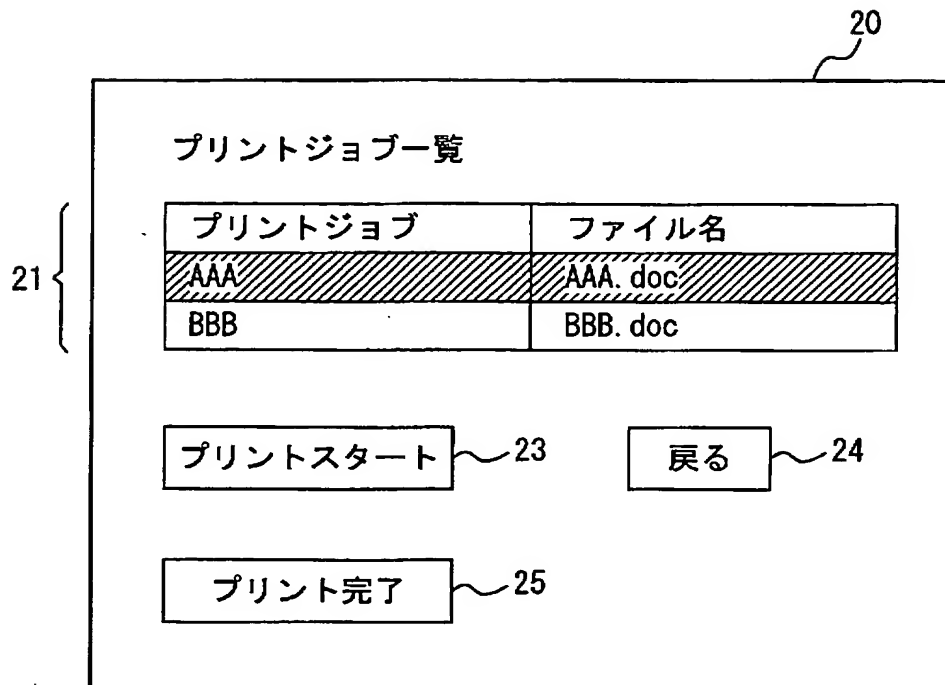 20
プリントジョブ一覧
プリントジョブ ファイル名
21
AAA AAA.doc
BBB BBB.doc
プリントスタート 23 戻る 24
プリント完了 25